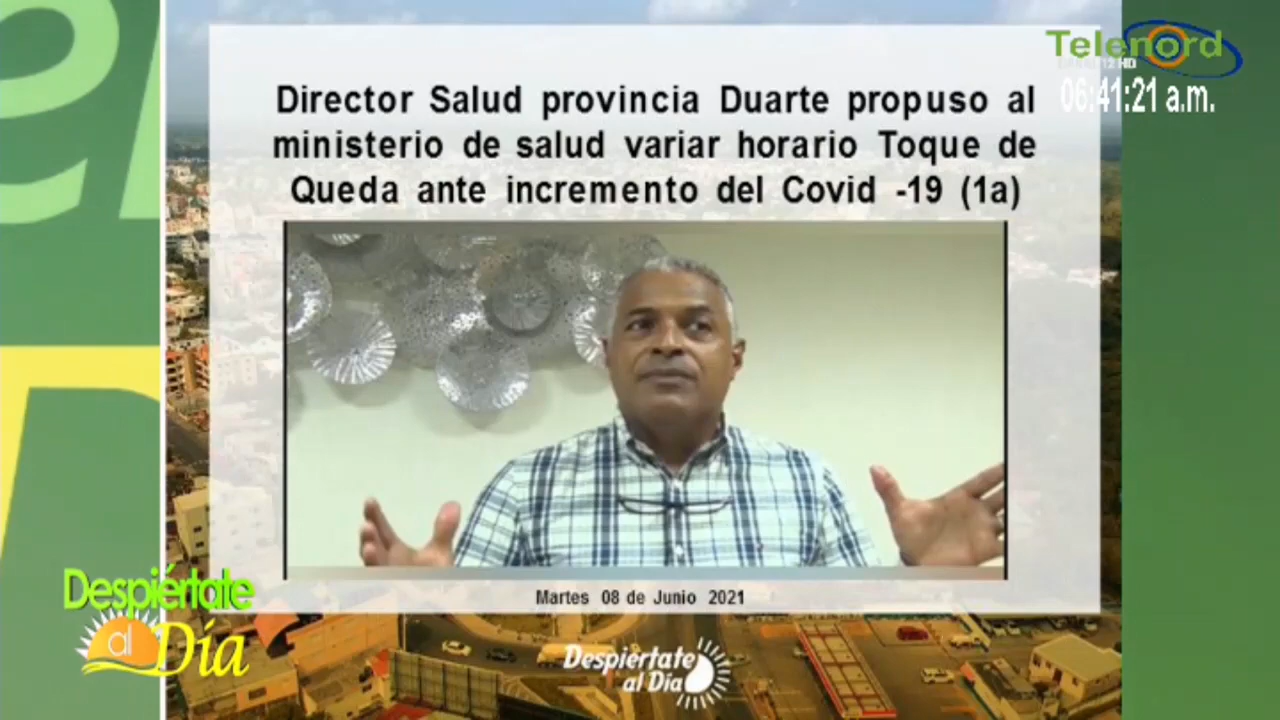 Telenord
06:41:21 a.m.
Director Salud provincia Duarte propuso al
ministerio de salud variar horario Toque de
Queda ante incremento del Covid -19 (1a)
Martes 08 de Junio 2021
Despiértate
al Día
Despiértate
al Día